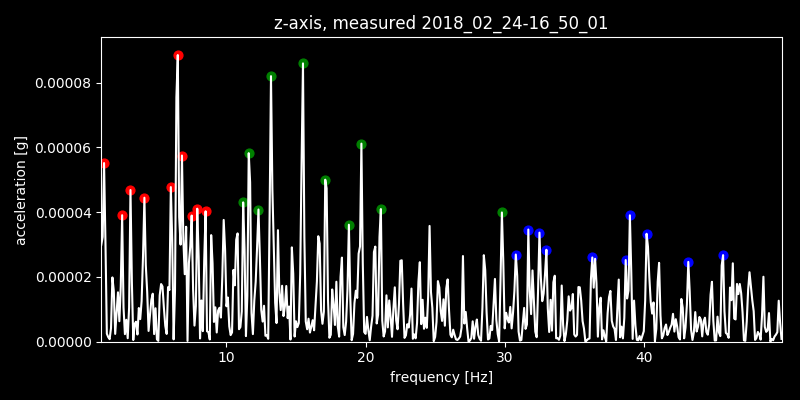 z-axis, measured 2018_02_24-16_50_01
acceleration [g]
0.00008
0.00006
0.00004
0.00002
0.00000
10 20 30 40
frequency [Hz]